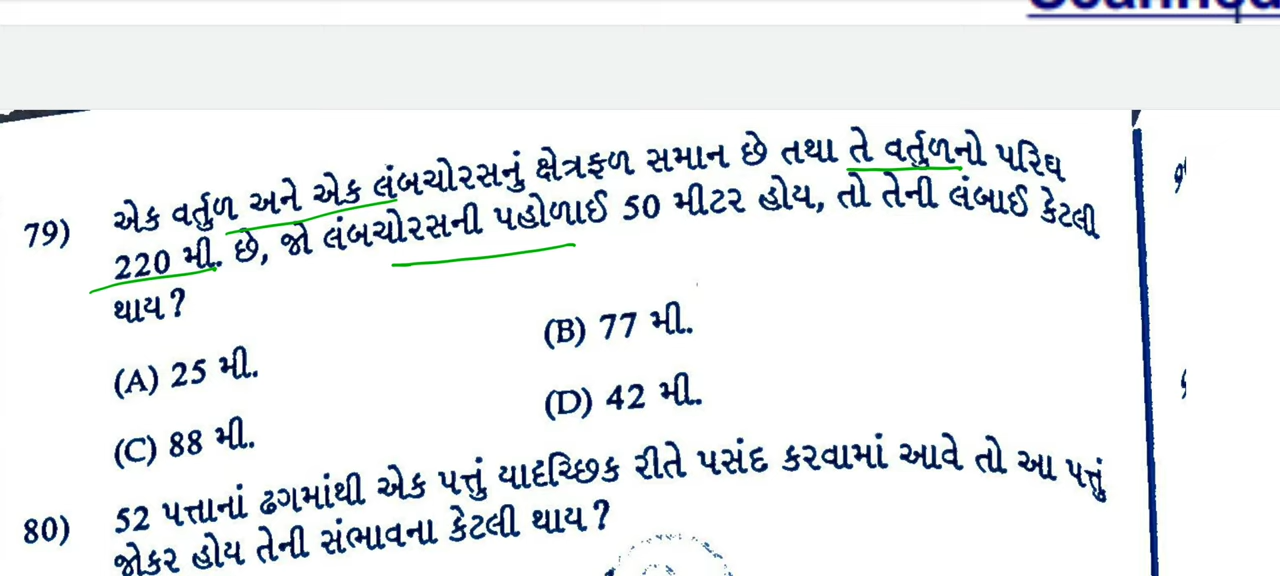 79) એક વર્તુળ અને એક લંબચોરસનું ક્ષેત્રફળ સમાન છે તથા તે વર્તુળનો પરિઘ
220 મી. છે, જો લંબચોરસની પહોળાઈ 50 મીટર હોય, તો તેની લંબાઈ કેટલી
થાય?
(A) 25 મી. (B) 77 મી.
(C) 88 મી. (D) 42 મી.
80) 52 પત્તાનાં ઢગમાંથી એક પત્તું યાદચ્છિક રીતે પસંદ કરવામાં આવે તો આ પત્તું
જોકર હોય તેની સંભાવના કેટલી થાય?